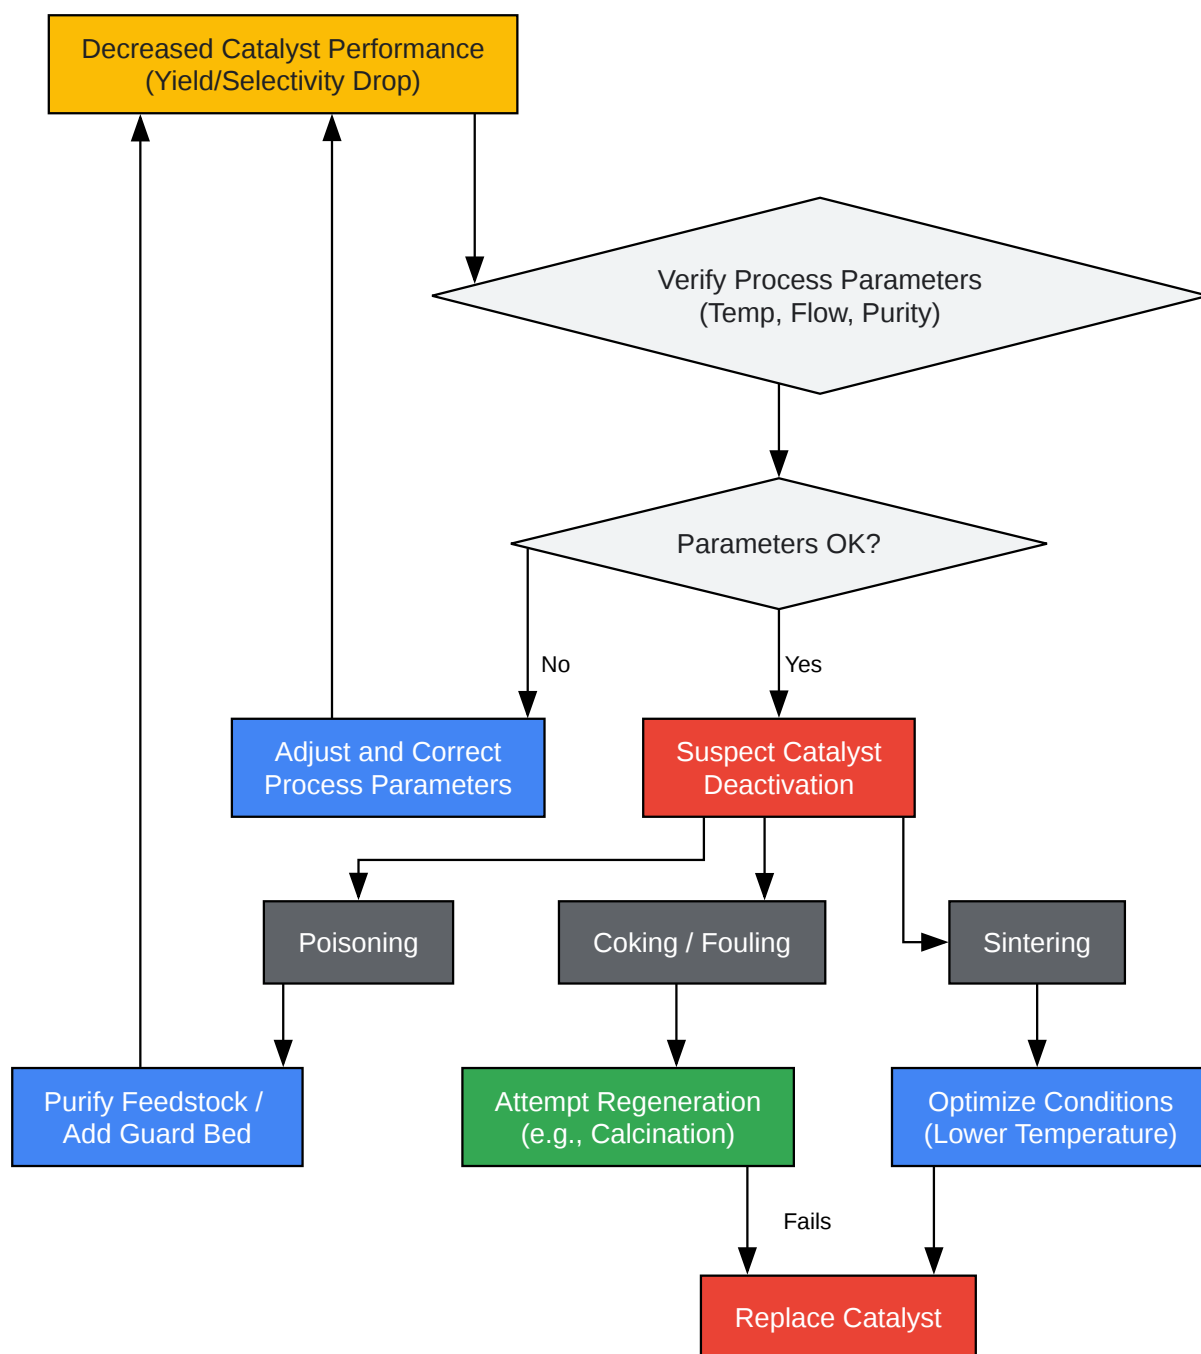 Decreased Catalyst Performance
(Yield/Selectivity Drop)
Verify Process Parameters
(Temp, Flow, Purity)
Parameters OK?
No
Yes
Adjust and Correct
Process Parameters
Suspect Catalyst
Deactivation
Poisoning
Coking / Fouling
Sintering
Purify Feedstock /
Add Guard Bed
Attempt Regeneration
(e.g., Calcination)
Optimize Conditions
(Lower Temperature)
Fails
Replace Catalyst